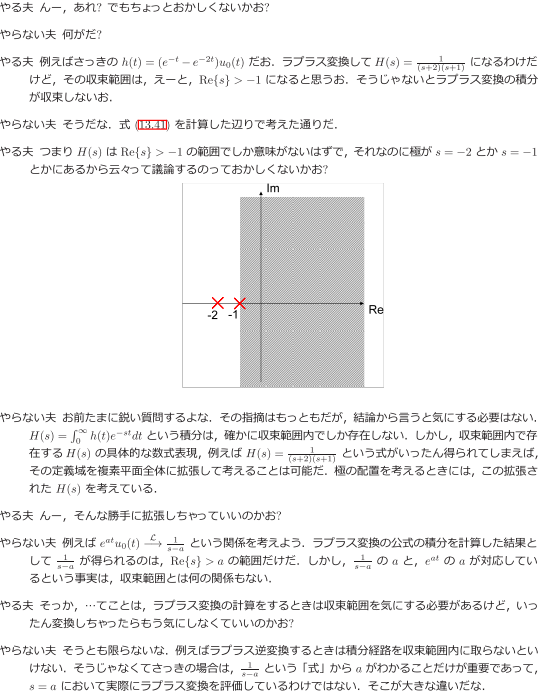 やる夫 んー，あれ? でもちょっとおかしくないかお?
やらない夫 何がだ?
やる夫 例えばさっきの h(t) = (e^{-t} − e^{-2t})u_0(t) だお．ラプラス変換して H(s) = \frac{1}{(s+2)(s+1)} になるわけだ
けど，その収束範囲は，えーと，Re{s} > −1 になると思うお．そうじゃないとラプラス変換の積分
が収束しないお．
やらない夫 そうだな．式 (13.41) を計算した辺りで考えた通りだ．
やる夫 つまり H(s) は Re{s} > −1 の範囲でしか意味がないはずで，それなのに極が s = −2 とか s = −1
とかにあるから云々って議論するのっておかしくないかお?
Im
Re
-2 -1
やらない夫 お前たまに鋭い質問するよな．その指摘はもっともだが，結論から言うと気にする必要はない．
H(s) = ∫_0^∞ h(t)e^{-st}dt という積分は，確かに収束範囲内でしか存在しない．しかし，収束範囲内で存
在する H(s) の具体的な数式表現，例えば H(s) = \frac{1}{(s+2)(s+1)} という式がいったん得られてしまえば，
その定義域を複素平面全体に拡張して考えることは可能だ．極の配置を考えるときには，この拡張さ
れた H(s) を考えている．
やる夫 んー，そんな勝手に拡張しちゃっていいのかお?
やらない夫 例えば e^{at}u_0(t) \xrightarrow{\mathcal{L}} \frac{1}{s−a} という関係を考えよう．ラプラス変換の公式の積分を計算した結果と
して \frac{1}{s−a} が得られるのは，Re{s} > a の範囲だけだ．しかし，\frac{1}{s−a} の a と，e^{at} の a が対応してい
るという事実は，収束範囲とは何の関係もない．
やる夫 そっか，…てことは，ラプラス変換の計算をするときは収束範囲を気にする必要があるけど，いっ
たん変換しちゃったらもう気にしなくていいのかお?
やらない夫 そうとも限らないな．例えばラプラス逆変換するときは積分経路を収束範囲内に取らないとい
けない．そうじゃなくてさっきの場合は，\frac{1}{s−a} という「式」から a がわかることだけが重要であって，
s = a において実際にラプラス変換を評価しているわけではない．そこが大きな違いだな．